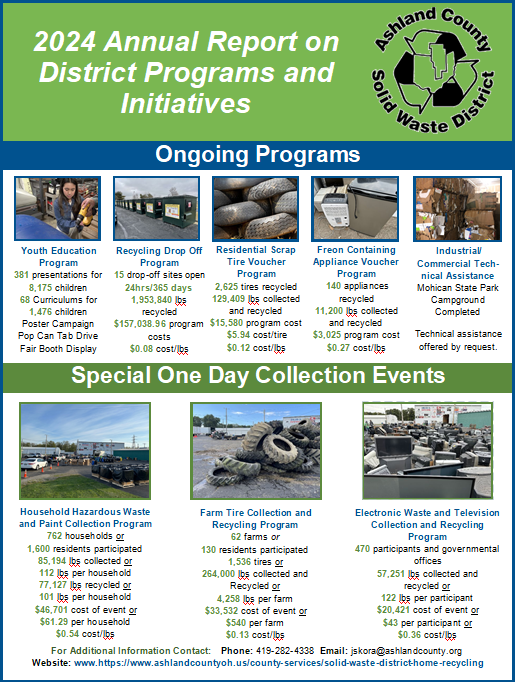 2024 Annual Report on
District Programs and
Initiatives
Ashland County
Solid Waste District
Ongoing Programs
Youth Education
Program
381 presentations for
8,175 children
68 Curriculums for
1,476 children
Poster Campaign
Pop Can Tab Drive
Fair Booth Display
Recycling Drop Off
Program
15 drop-off sites open
24hrs/365 days
1,953,840 lbs
recycled
$157,038.96 program
costs
$0.08 cost/lbs
Residential Scrap
Tire Voucher
Program
2,625 tires recycled
129,409 lbs collected
and recycled
$15,580 program cost
$5.94 cost/tire
$0.12 cost/lbs
Freon Containing
Appliance Voucher
Program
140 appliances
recycled
11,200 lbs collected
and recycled
$3,025 program cost
$0.27 cost/lbs
Industrial/
Commercial Tech-
nical Assistance
Mohican State Park
Campground
Completed
Technical assistance
offered by request.
Special One Day Collection Events
Household Hazardous Waste
and Paint Collection Program
762 households or
1,600 residents participated
85,194 lbs collected or
112 lbs per household
77,127 lbs recycled or
101 lbs per household
$46,701 cost of event or
$61.29 per household
$0.54 cost/lbs
Farm Tire Collection and
Recycling Program
62 farms or
130 residents participated
1,536 tires or
264,000 lbs collected and
Recycled or
4,258 lbs per farm
$33,532 cost of event or
$540 per farm
$0.13 cost/lbs
Electronic Waste and Television
Collection and Recycling
Program
470 participants and governmental
offices
57,251 lbs collected and
recycled or
122 lbs per participant
$20,421 cost of event or
$43 per participant or
$0.36 cost/lbs
For Additional Information Contact: Phone: 419-282-4338 Email: jskora@ashlandcounty.org
Website: www.https://www.ashlandcountyoh.us/county-services/solid-waste-district-home-recycling